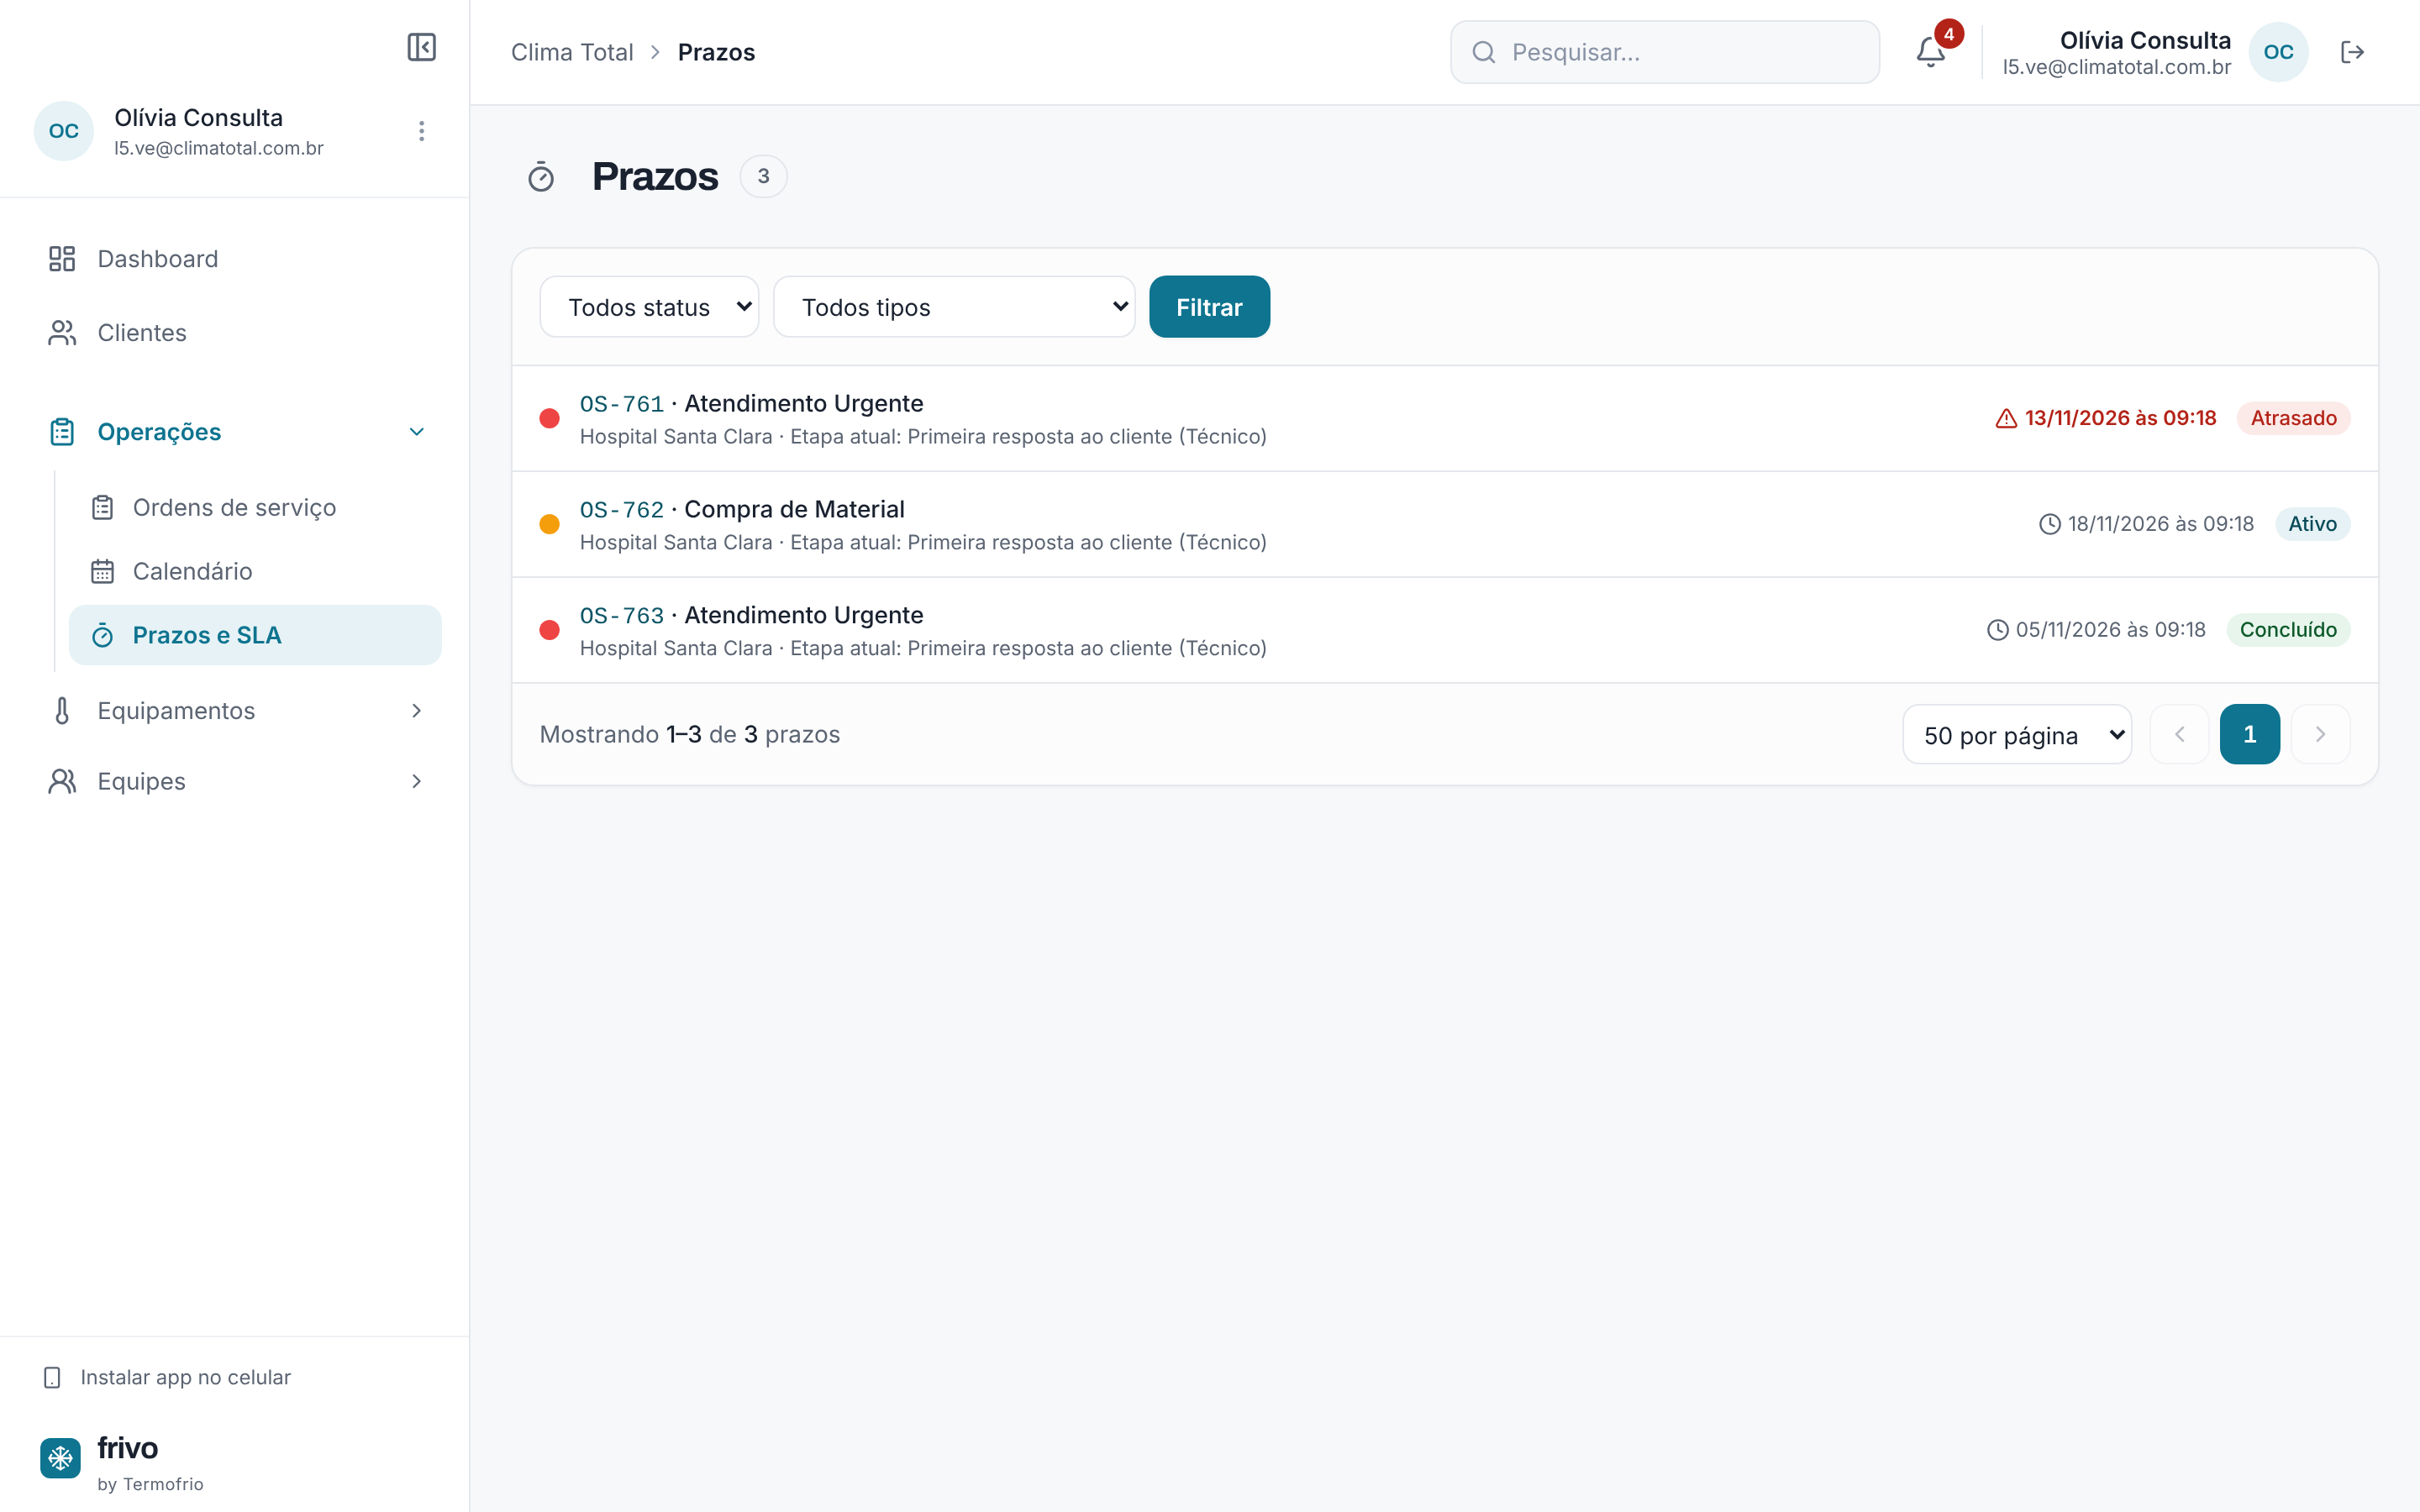 Clima Total > Prazos
Pesquisar...
4
Olívia Consulta
l5.ve@climatotal.com.br
OC
OC
Olívia Consulta
l5.ve@climatotal.com.br
Dashboard
Clientes
Operações
Ordens de serviço
Calendário
Prazos e SLA
Equipamentos
Equipes
Instalar app no celular
frivo
by Termofrio
Prazos 3
Todos status
Todos tipos
Filtrar
OS-761 · Atendimento Urgente
Hospital Santa Clara · Etapa atual: Primeira resposta ao cliente (Técnico)
13/11/2026 às 09:18 Atrasado
OS-762 · Compra de Material
Hospital Santa Clara · Etapa atual: Primeira resposta ao cliente (Técnico)
18/11/2026 às 09:18 Ativo
OS-763 · Atendimento Urgente
Hospital Santa Clara · Etapa atual: Primeira resposta ao cliente (Técnico)
05/11/2026 às 09:18 Concluído
Mostrando 1–3 de 3 prazos
50 por página
1